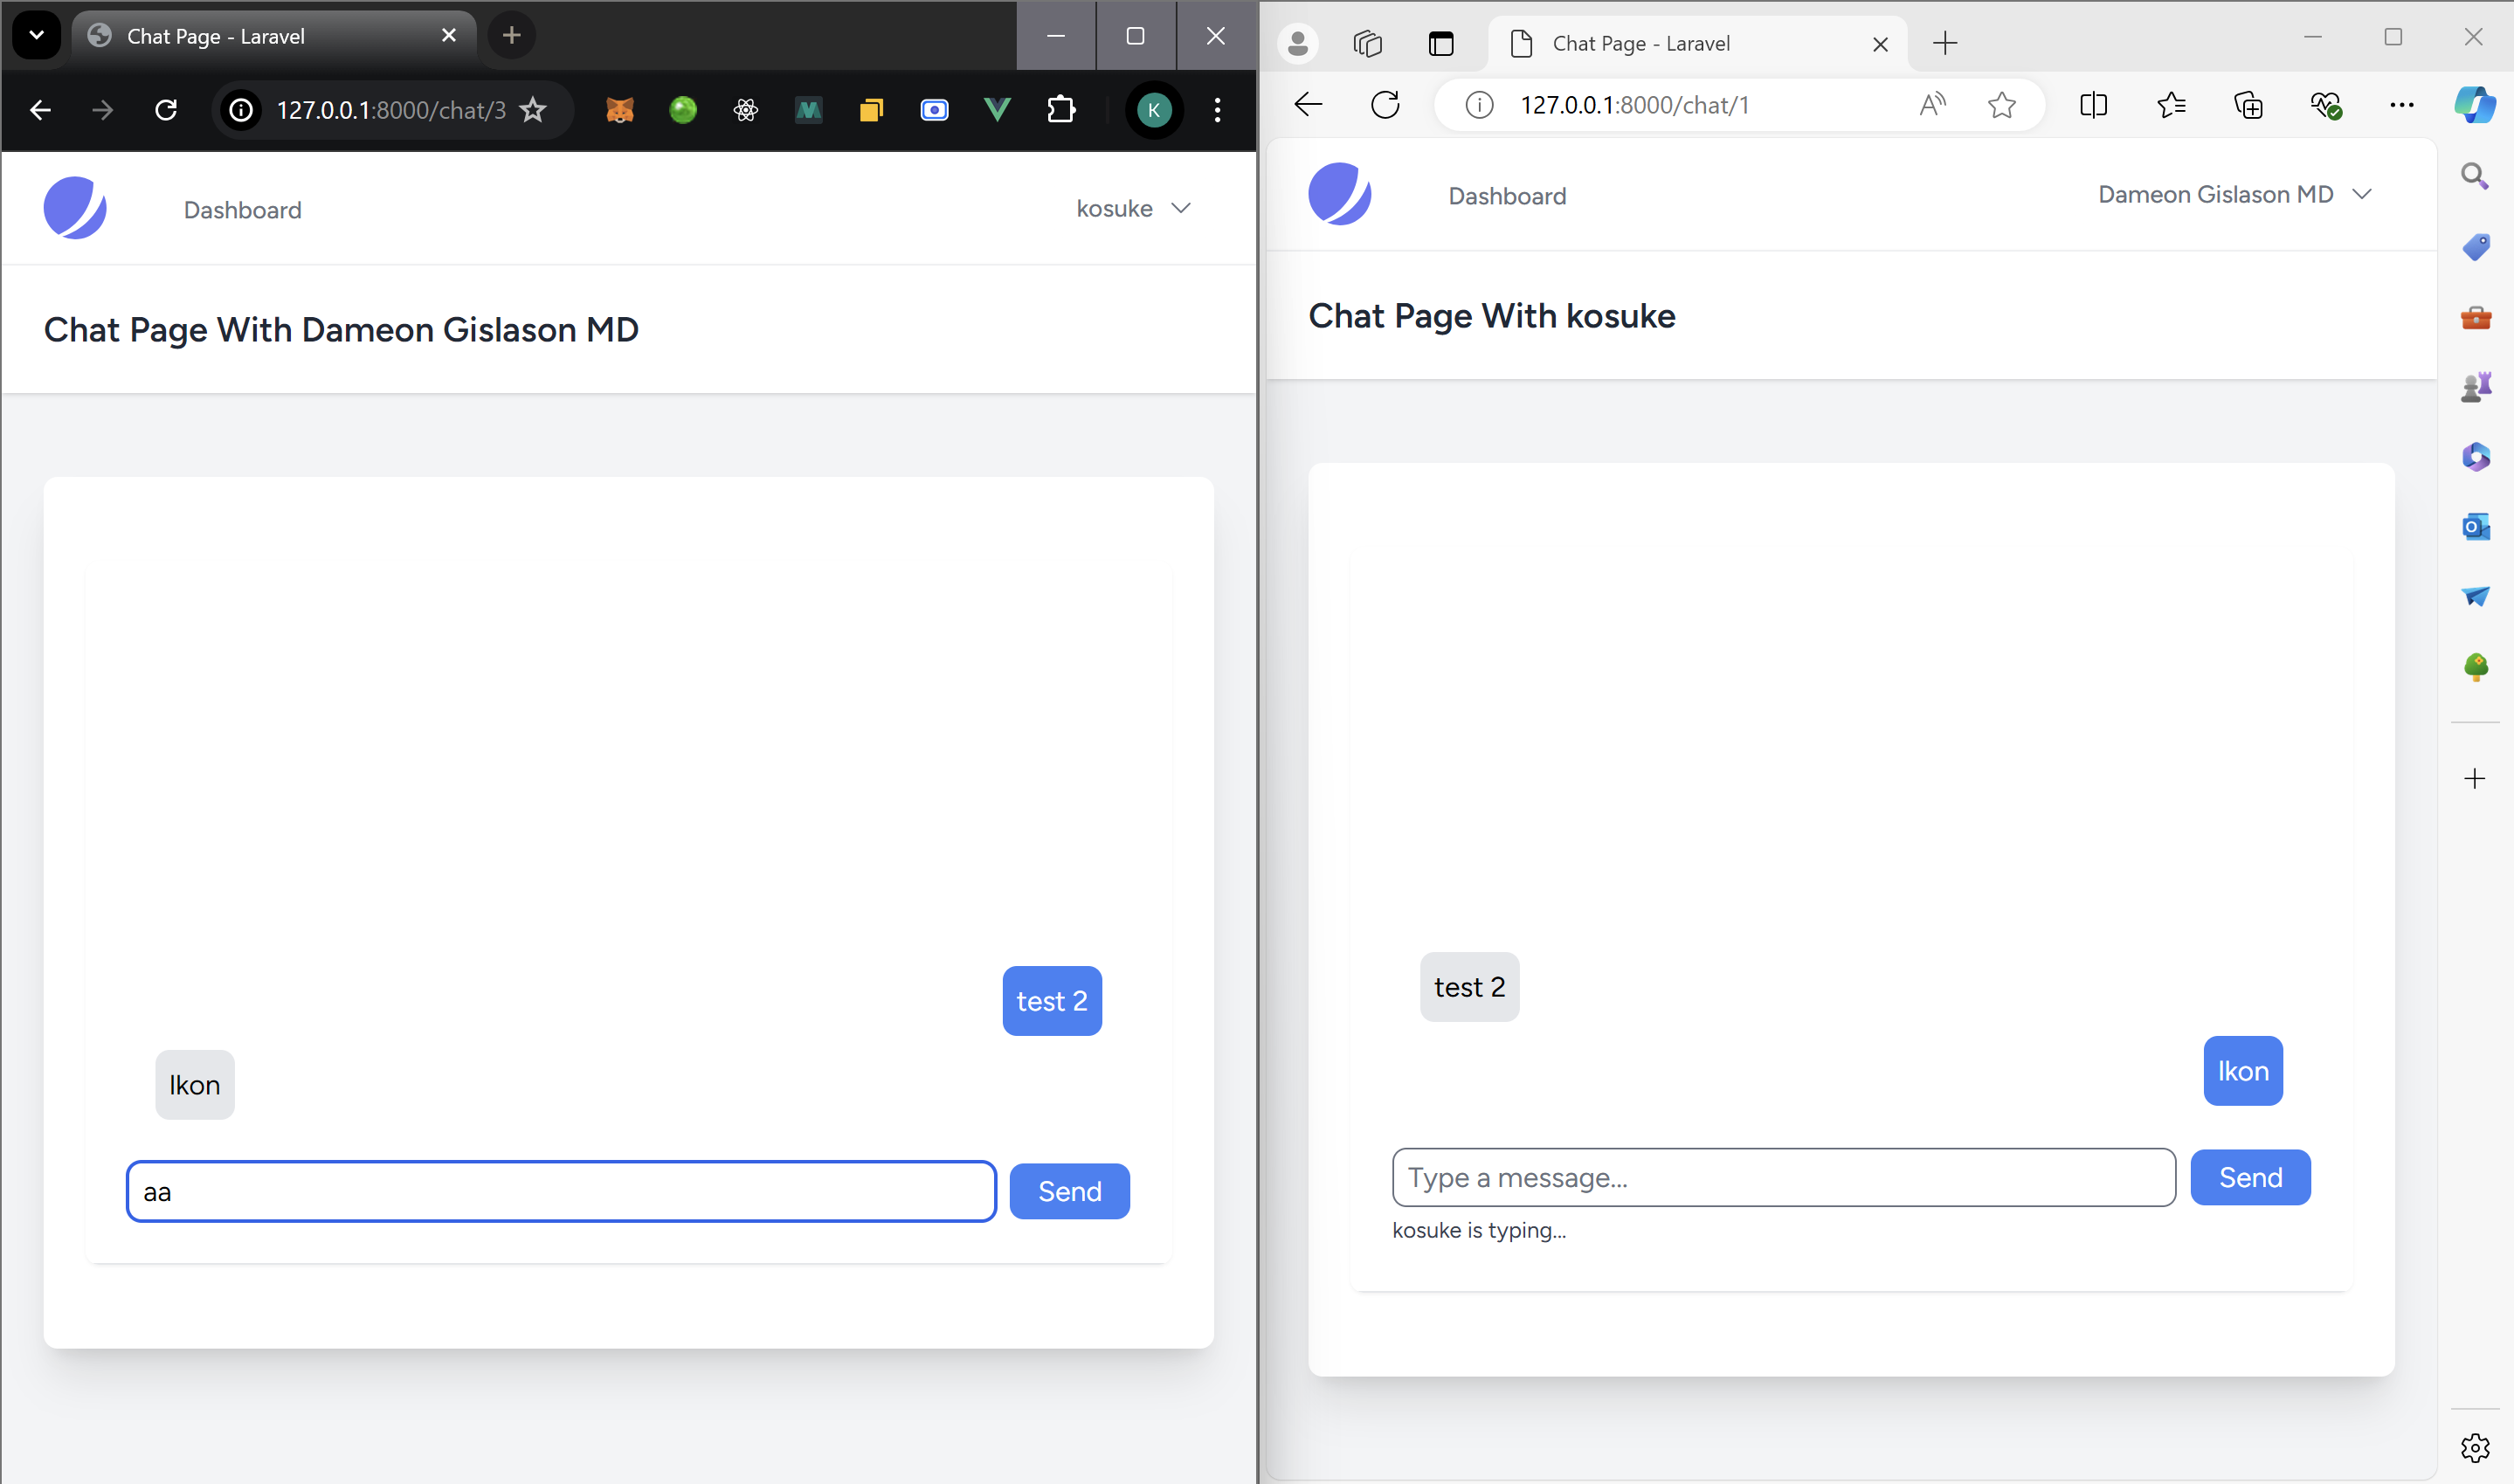 Chat Page - Laravel
127.0.0.1:8000/chat/3
K
Dashboard
kosuke
Chat Page With Dameon Gislason MD
test 2
lkon
aa
Send
Chat Page - Laravel
127.0.0.1:8000/chat/1
Dashboard
Dameon Gislason MD
Chat Page With kosuke
test 2
lkon
Type a message...
Send
kosuke is typing...